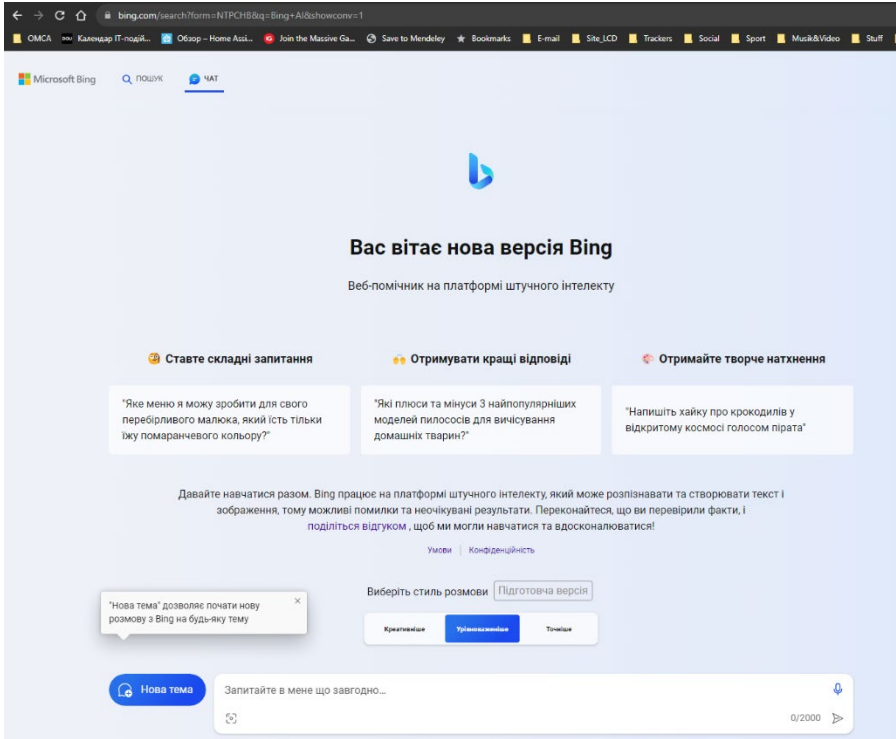 bing.com/search?form=NTPCHB&q=Bing+AI&showconv=1
OMCA Календар ІТ-подій... Обзор – Home Assi... Join the Massive Ga... Save to Mendeley Bookmarks E-mail Site_LCD Trackers Social Sport Musik&Video Stuff
Microsoft Bing ПОШУК ЧАТ
Вас вітає нова версія Bing
Веб-помічник на платформі штучного інтелекту
Ставте складні запитання
"Яке меню я можу зробити для свого
перебірливого малюка, який їсть тільки
їжу помаранчевого кольору?"
Отримувати кращі відповіді
"Які плюси та мінуси 3 найпопулярніших
моделей пилососів для вичісування
домашніх тварин?"
Отримайте творче натхнення
"Напишіть хайку про крокодилів у
відкритому космосі голосом пірата"
Давайте навчатися разом. Bing працює на платформі штучного інтелекту, який може розпізнавати та створювати текст і
зображення, тому можливі помилки та неочікувані результати. Переконайтеся, що ви перевірили факти, і
поділіться відгуком , щоб ми могли навчатися та вдосконалюватися!
Умови Конфіденційність
Виберіть стиль розмови Підготовча версія
Креативніше Урівноваженіше Точніше
"Нова тема" дозволяє почати нову
розмову з Bing на будь-яку тему
Нова тема
Запитайте в мене що завгодно...
0/2000